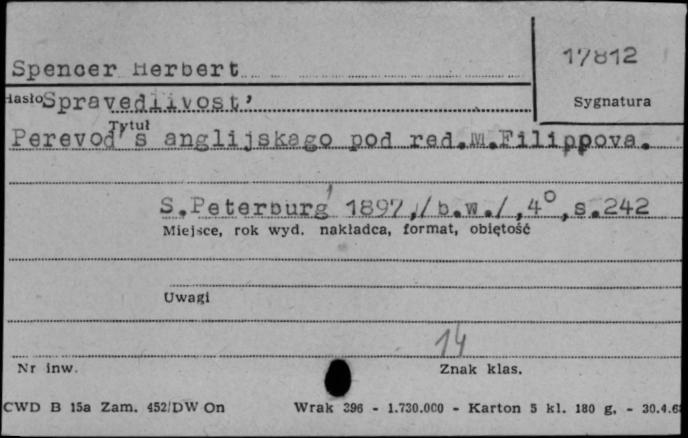 17812
Spencer Herbert
Hasło Spravedlivost'
Sygnatura
Tytuł
Perevod s anglijskago pod red.M.Filippova.
S.Peterburg 1897,/b.w./,4°,s.242
Miejsce, rok wyd. nakładca, format, objętość
Uwagi
14
Nr inw.
Znak klas.
CWD B 15a Zam. 452/DW On Wrak 396 - 1.730.000 - Karton 5 kl. 180 g. - 30.4.6